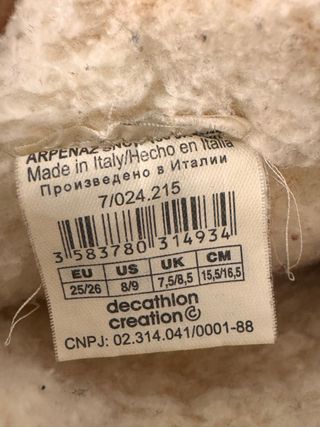 ARPENAZ
Made in Italy/Hecho en Italia
Произведено в Италии
7/024.215
3 583780 314934
EU US UK CM
25/26 8/9 7,5/8,5 15,5/16,5
decathlon
creation
CNPJ: 02.314.041/0001-88